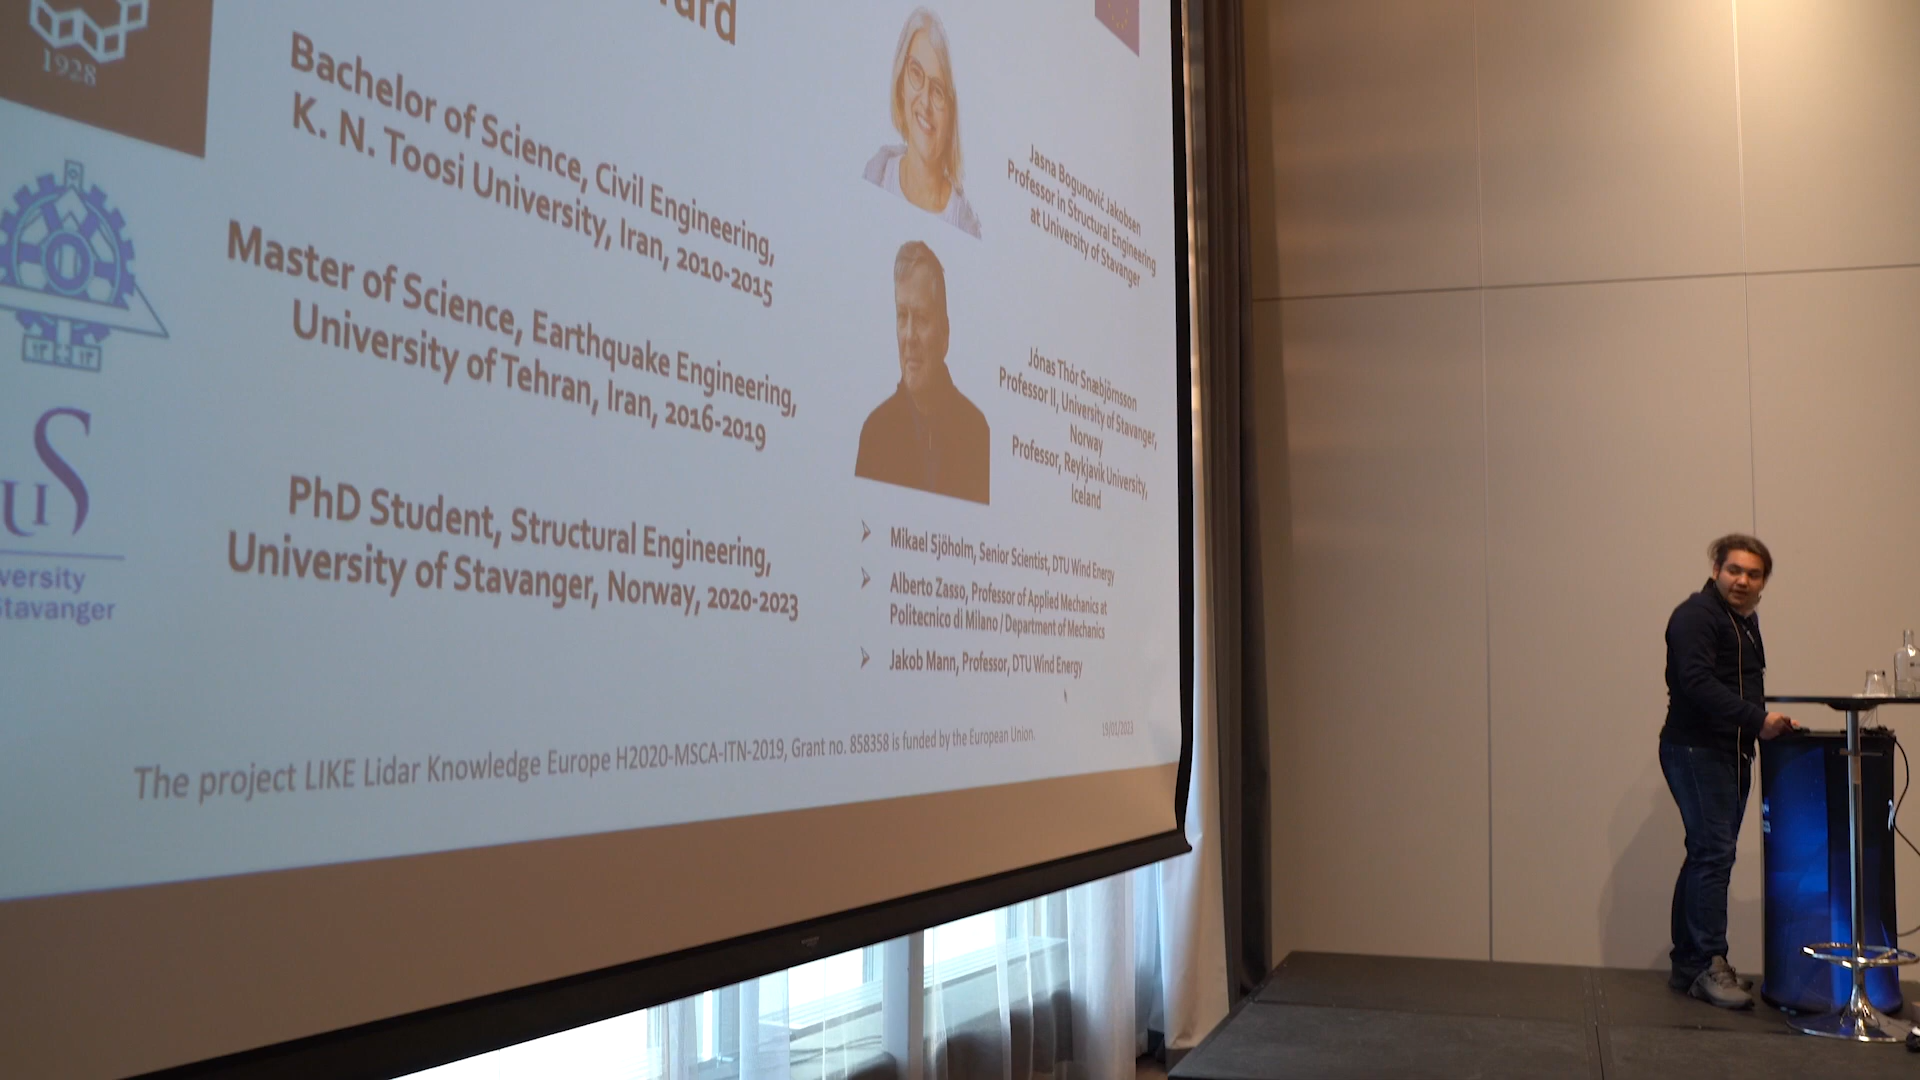 1928
Bachelor of Science, Civil Engineering,
K. N. Toosi University, Iran, 2010-2015
Master of Science, Earthquake Engineering,
University of Tehran, Iran, 2016-2019
PhD Student, Structural Engineering,
University of Stavanger, Norway, 2020-2023
۱۳۱۳
uiS
versity
Stavanger
Jasna Bogunović Jakobsen
Professor in Structural Engineering
at University of Stavanger
Jónas Thór Snæbjörnsson
Professor II, University of Stavanger,
Norway
Professor, Reykjavik University,
Iceland
Mikael Sjöholm, Senior Scientist, DTU Wind Energy
Alberto Zasso, Professor of Applied Mechanics at
Politecnico di Milano / Department of Mechanics
Jakob Mann, Professor, DTU Wind Energy
The project LIKE Lidar Knowledge Europe H2020-MSCA-ITN-2019, Grant no. 858358 is funded by the European Union.
19/01/2023